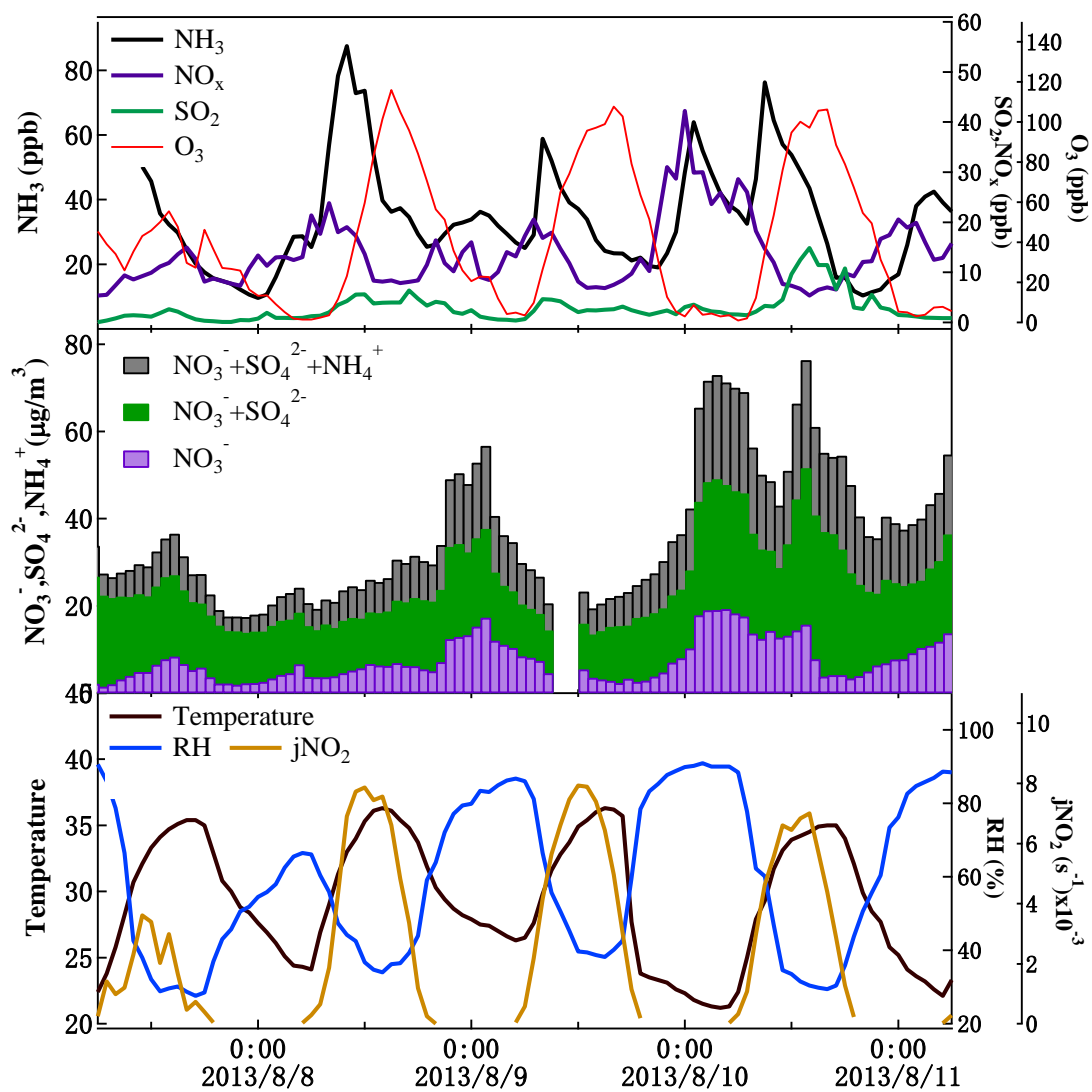 NH3
NOx
SO2
O3
NH3 (ppb)
80
60
40
20
60
50
40
30
20
10
0
SO2,NOx (ppb)
140
120
100
80
60
40
20
0
O3 (ppb)
NO3-+SO42-+NH4+
NO3-+SO42-
NO3-
NO3-,SO42-,NH4+(μg/m3)
80
60
40
20
Temperature
RH
jNO2
Temperature
40
35
30
25
20
100
80
60
40
20
RH (%)
10
8
6
4
2
0
jNO2 (s-1)x10-3
0:00 0:00 0:00 0:00
2013/8/8 2013/8/9 2013/8/10 2013/8/11